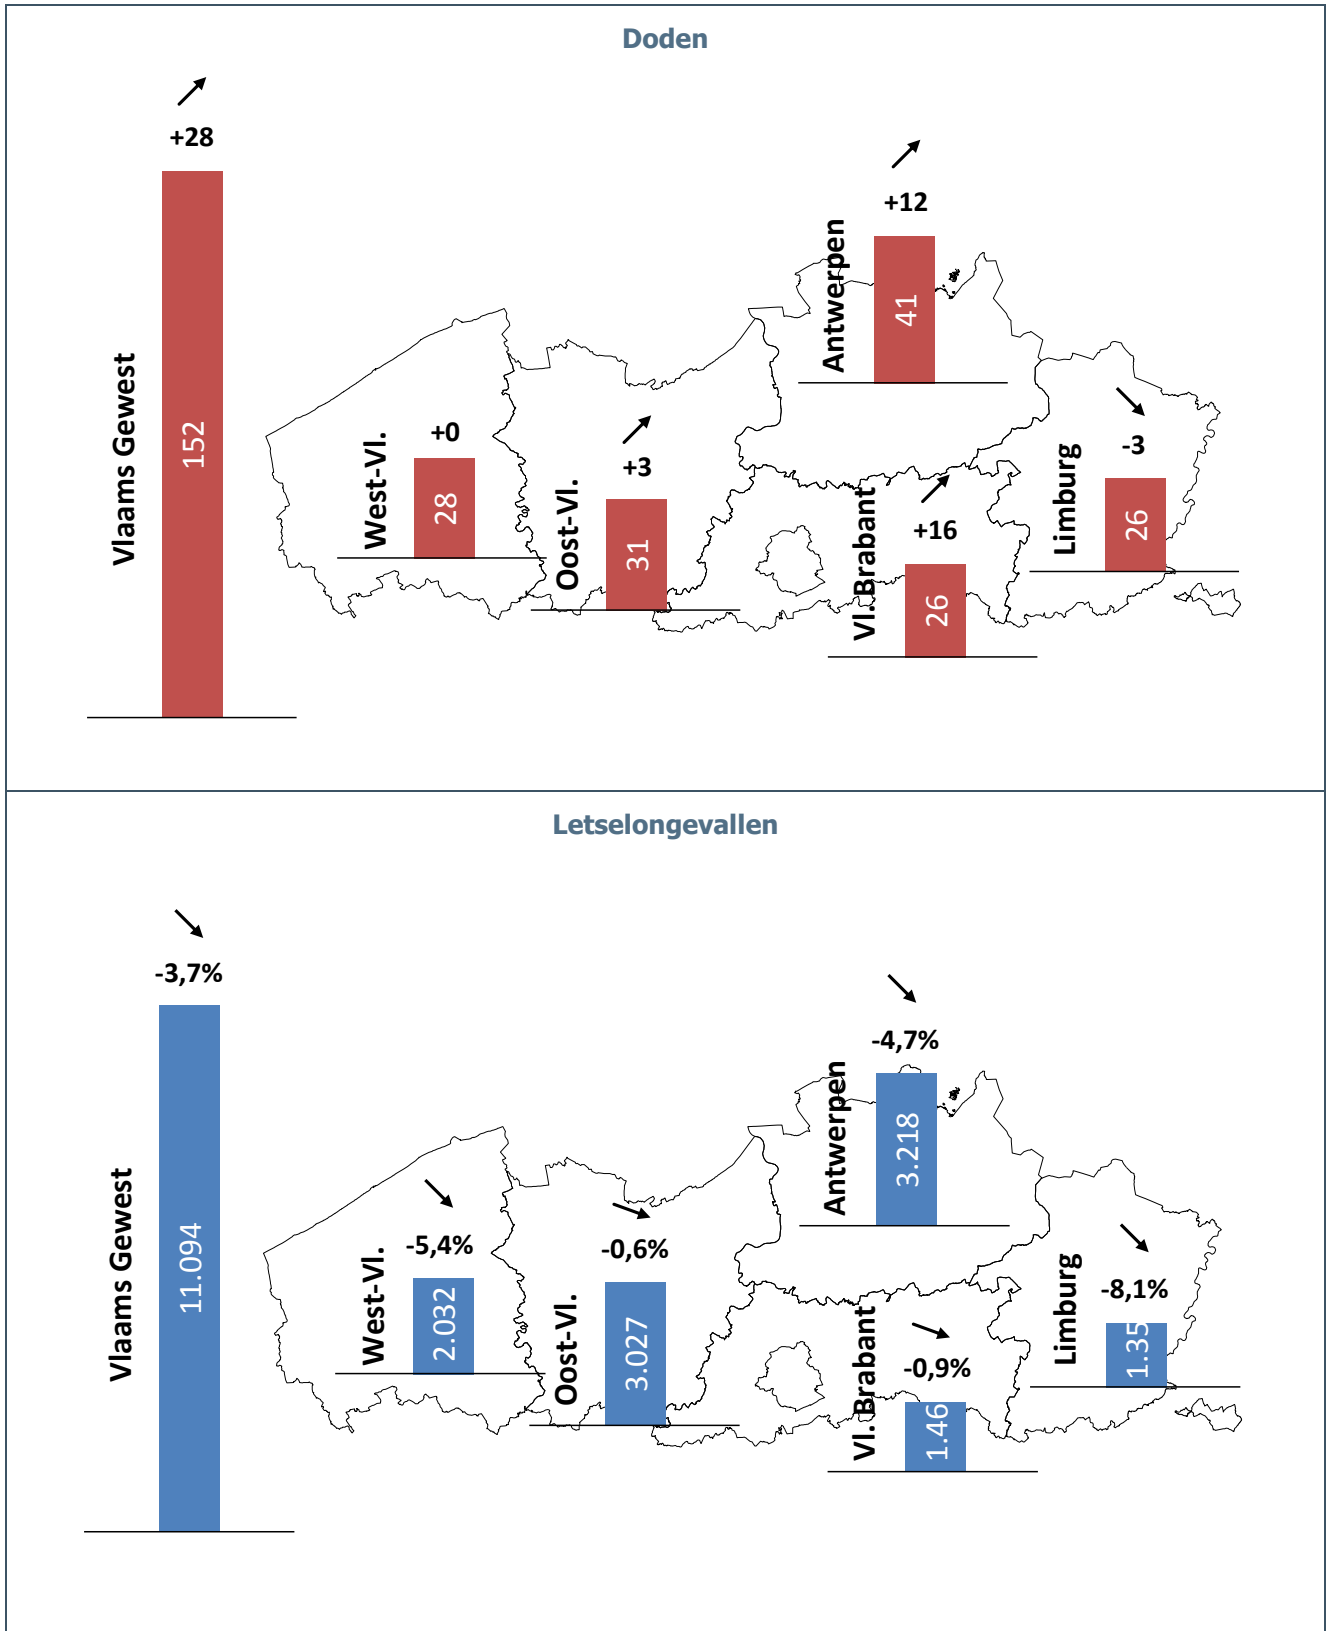 Doden
+28
Vlaams Gewest
152
+12
Antwerpen
41
+0
West-Vl.
28
+3
Oost-Vl.
31
+16
Vl. Brabant
26
-3
Limburg
26
Letselongevallen
-3,7%
Vlaams Gewest
11.094
-4,7%
Antwerpen
3.218
-5,4%
West-Vl.
2.032
-0,6%
Oost-Vl.
3.027
-0,9%
Vl. Brabant
1.46
-8,1%
Limburg
1.35